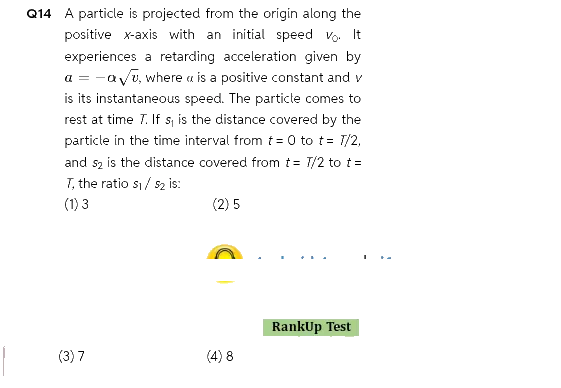 Q14 A particle is projected from the origin along the
positive x-axis with an initial speed v₀. It
experiences a retarding acceleration given by
a = −α√v, where α is a positive constant and v
is its instantaneous speed. The particle comes to
rest at time T. If s₁ is the distance covered by the
particle in the time interval from t = 0 to t = T/2,
and s₂ is the distance covered from t = T/2 to t =
T, the ratio s₁/ s₂ is:
(1) 3 (2) 5
RankUp Test
(3) 7 (4) 8